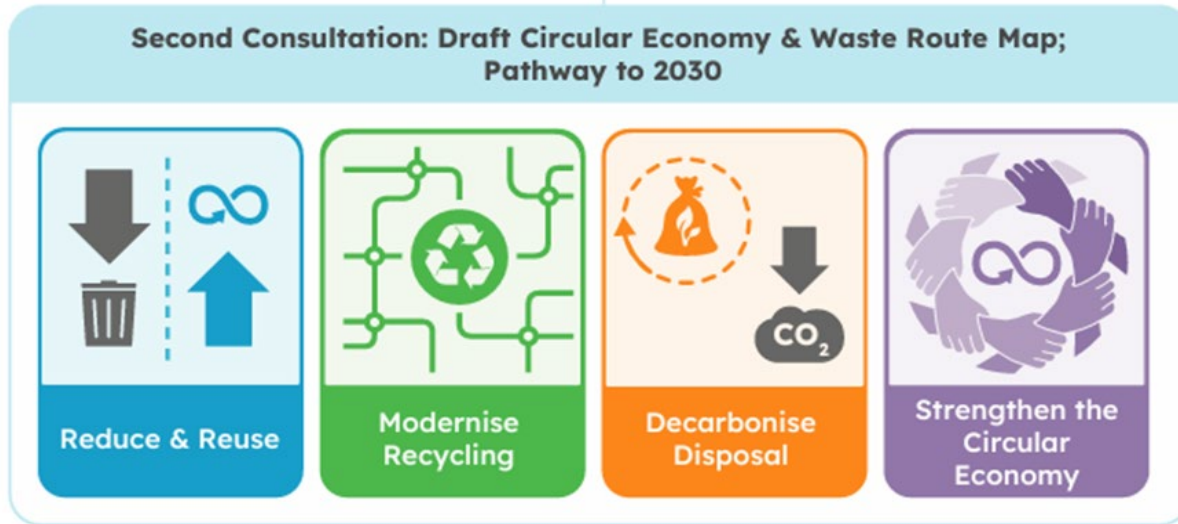 Second Consultation: Draft Circular Economy & Waste Route Map;
Pathway to 2030
CO₂
Reduce & Reuse
Modernise
Recycling
Decarbonise
Disposal
Strengthen the
Circular
Economy